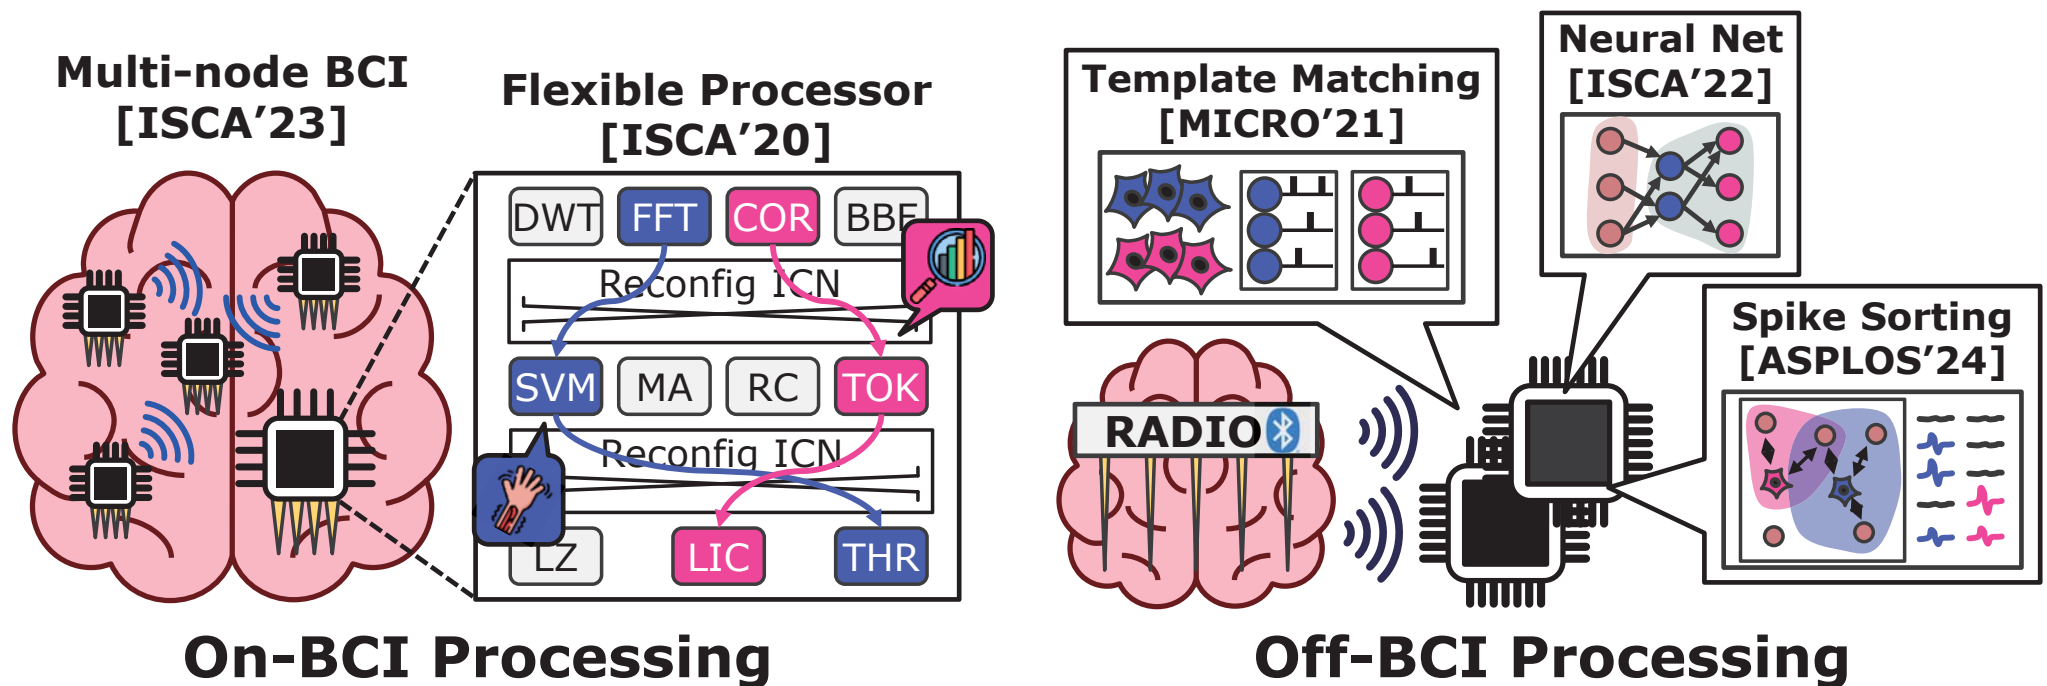 Multi-node BCI
[ISCA’23]
Flexible Processor
[ISCA’20]
DWT FFT COR BBF
Reconfig ICN
SVM MA RC TOK
Reconfig ICN
LZ LIC THR
On-BCI Processing
Template Matching
[MICRO’21]
Neural Net
[ISCA’22]
Spike Sorting
[ASPLOS’24]
RADIO
Off-BCI Processing